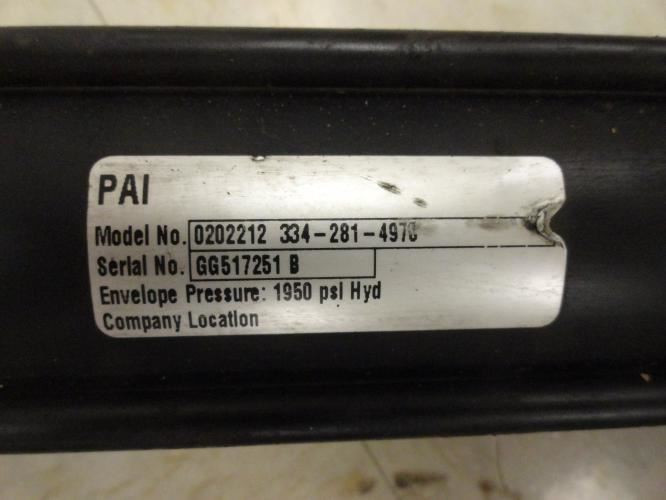 PAI
Model No. 0202212
Serial No. GG517251 B
Envelope Pressure: 1950 psi Hyd
Company Location